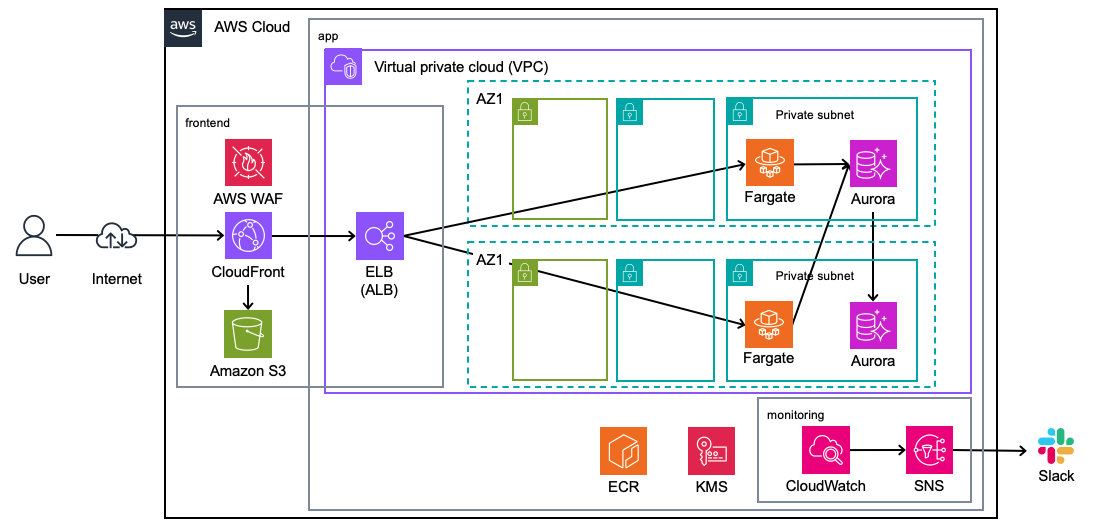 aws
AWS Cloud
app
Virtual private cloud (VPC)
AZ1
Private subnet
frontend
AWS WAF
Fargate
Aurora
User
Internet
CloudFront
ELB
(ALB)
AZ1
Private subnet
Fargate
Aurora
Amazon S3
monitoring
ECR
KMS
CloudWatch
SNS
Slack